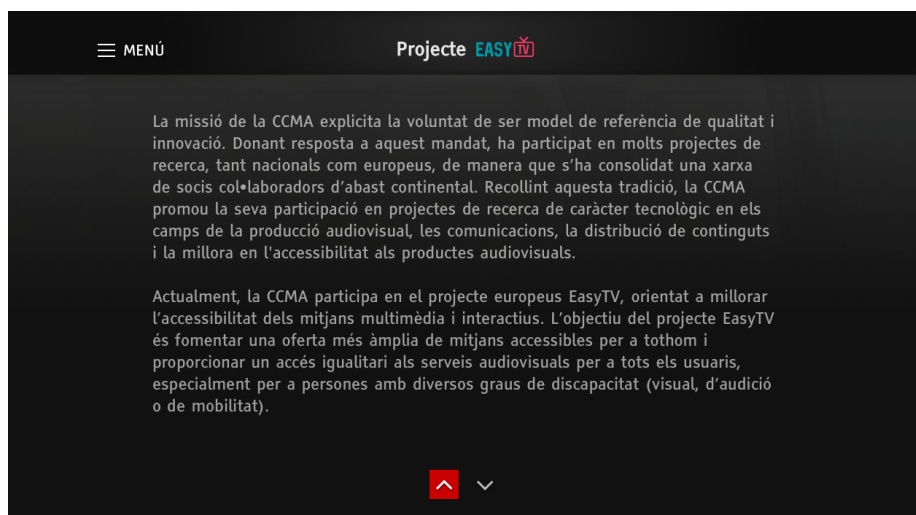 MENÚ
Projecte EASYTV
La missió de la CCMA explicita la voluntat de ser model de referència de qualitat i
innovació. Donant resposta a aquest mandat, ha participat en molts projectes de
recerca, tant nacionals com europeus, de manera que s’ha consolidat una xarxa
de socis col•laboradors d’abast continental. Recollint aquesta tradició, la CCMA
promou la seva participació en projectes de recerca de caràcter tecnològic en els
camps de la producció audiovisual, les comunicacions, la distribució de continguts
i la millora en l'accessibilitat als productes audiovisuals.
Actualment, la CCMA participa en el projecte europeus EasyTV, orientat a millorar
l’accessibilitat dels mitjans multimèdia i interactius. L’objectiu del projecte EasyTV
és fomentar una oferta més àmplia de mitjans accessibles per a tothom i
proporcionar un accés igualitari als serveis audiovisuals per a tots els usuaris,
especialment per a persones amb diversos graus de discapacitat (visual, d’audició
o de mobilitat).